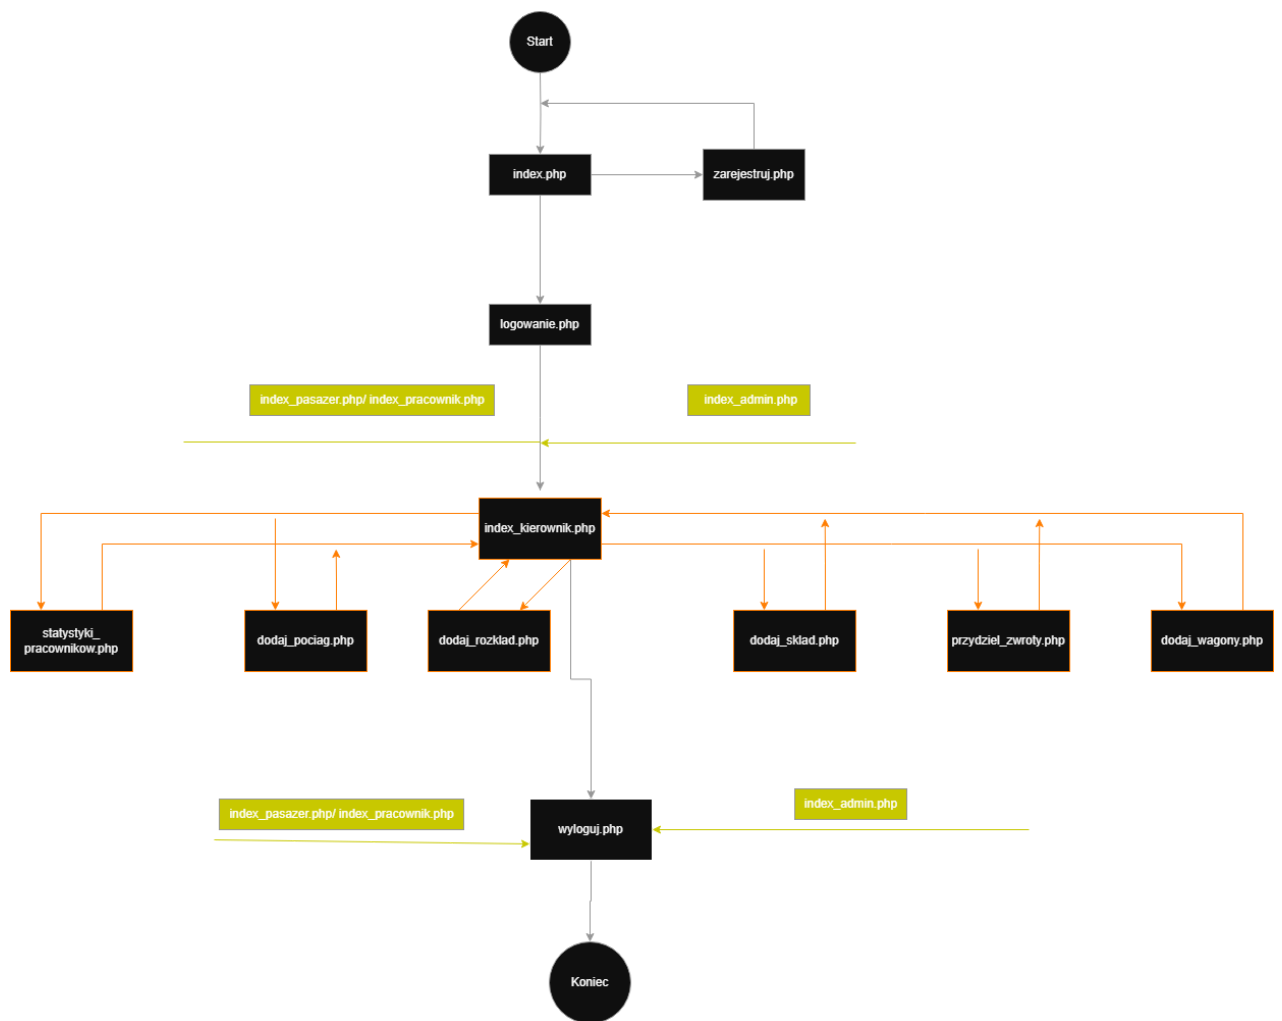 Start
index.php
zarejestruj.php
logowanie.php
index_pasazer.php/ index_pracownik.php
index_admin.php
index_kierownik.php
statystyki_
pracownikow.php
dodaj_pociag.php
dodaj_rozklad.php
dodaj_sklad.php
przydziel_zwroty.php
dodaj_wagony.php
index_pasazer.php/ index_pracownik.php
index_admin.php
wyloguj.php
Koniec